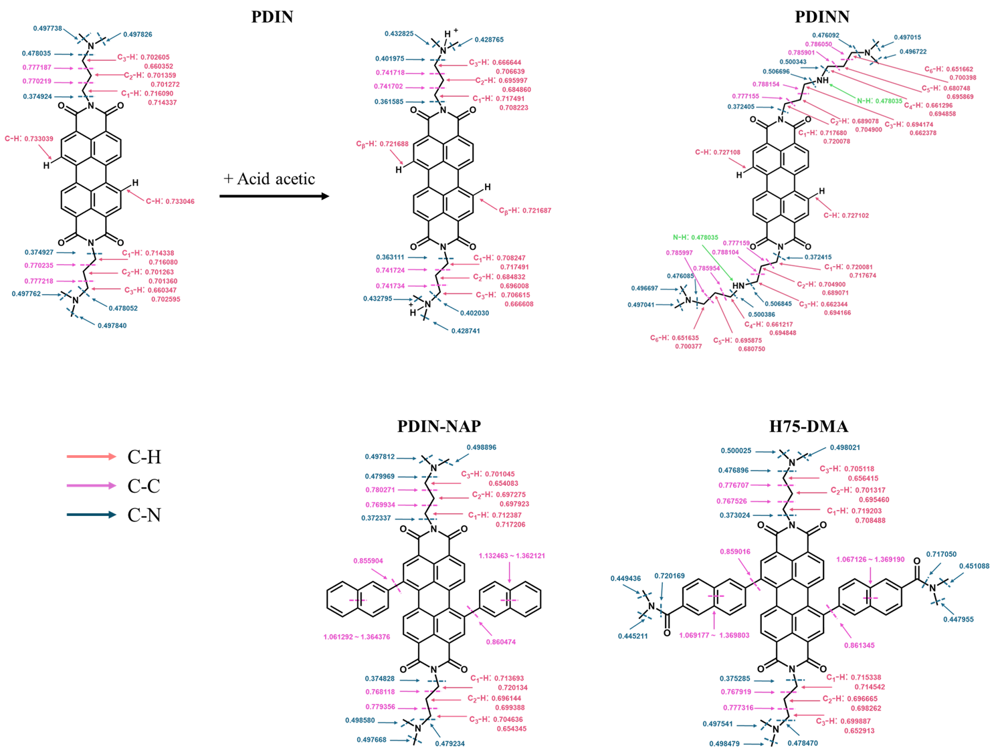 PDIN
0.497738
0.497826
N
0.478035
C3-H: 0.702605
0.660352
0.777187
C2-H: 0.701359
0.701272
0.770219
C1-H: 0.716090
0.714337
0.374924
O
N
O
C-H: 0.733039
H
H
C-H: 0.733046
O
N
O
0.374927
C1-H: 0.714338
0.716080
0.770235
C2-H: 0.701263
0.701360
0.777218
C3-H: 0.660347
0.702595
0.497762
N
0.478052
0.497840
+ Acid acetic
0.432825
H
+
N
0.428765
0.401975
C3-H: 0.666644
0.706639
0.741718
C2-H: 0.695997
0.684860
0.741702
C1-H: 0.717491
0.708223
0.361585
O
N
O
Cβ-H: 0.721688
H
H
Cβ-H: 0.721687
O
N
O
0.363111
C1-H: 0.708247
0.717491
0.741724
C2-H: 0.684832
0.696008
0.741734
C3-H: 0.706615
0.666608
0.432795
+
N
H
0.402030
0.428741
PDINN
0.476092
0.497015
0.786050
N
0.496722
0.785901
0.500343
C6-H: 0.651662
0.700398
0.506696
NH
C5-H: 0.680748
0.695869
0.788154
N-H: 0.478035
C4-H: 0.661296
0.694858
0.777155
0.372405
C3-H: 0.694174
0.662378
C2-H: 0.689078
0.704900
C1-H: 0.717680
0.720078
O
N
O
C-H: 0.727108
H
H
C-H: 0.727102
O
N
O
N-H: 0.478035
0.777159
0.788104
0.372415
0.785997
0.785954
C1-H: 0.720081
0.717674
0.476085
HN
C2-H: 0.704900
0.689071
0.496697
0.506845
C3-H: 0.662344
0.694166
0.497041
N
0.500386
C4-H: 0.661217
0.694848
C6-H: 0.651635
0.700377
C5-H: 0.695875
0.680750
C-H
C-C
C-N
PDIN-NAP
0.497812
0.498896
N
0.479969
C3-H: 0.701045
0.654083
0.780271
C2-H: 0.697275
0.697923
0.769934
C1-H: 0.712387
0.717206
0.372337
O
N
O
0.855904
1.132463 ~ 1.362121
1.061292 ~ 1.364376
0.860474
O
N
O
0.374828
C1-H: 0.713693
0.720134
0.768118
C2-H: 0.696144
0.699388
0.779356
C3-H: 0.704636
0.654345
0.498580
N
0.497668
0.479234
H75-DMA
0.500025
0.498021
N
0.476896
C3-H: 0.705118
0.656415
0.776707
C2-H: 0.701317
0.695460
0.767526
C1-H: 0.719203
0.708488
0.373024
O
N
O
0.859016
1.067126 ~ 1.369190
0.717050
O
0.451088
N
0.447955
0.449436
0.720169
N
O
0.445211
1.069177 ~ 1.369803
0.861345
O
N
O
0.375285
C1-H: 0.715338
0.714542
0.767919
C2-H: 0.696665
0.698262
0.777316
C3-H: 0.699887
0.652913
0.497541
N
0.498479
0.478470